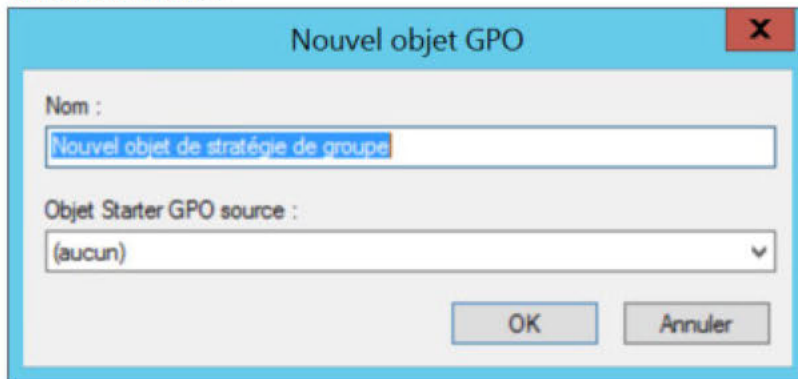 Nouvel objet GPO
Nom :
Nouvel objet de stratégie de groupe
Objet Starter GPO source :
(aucun)
OK Annuler